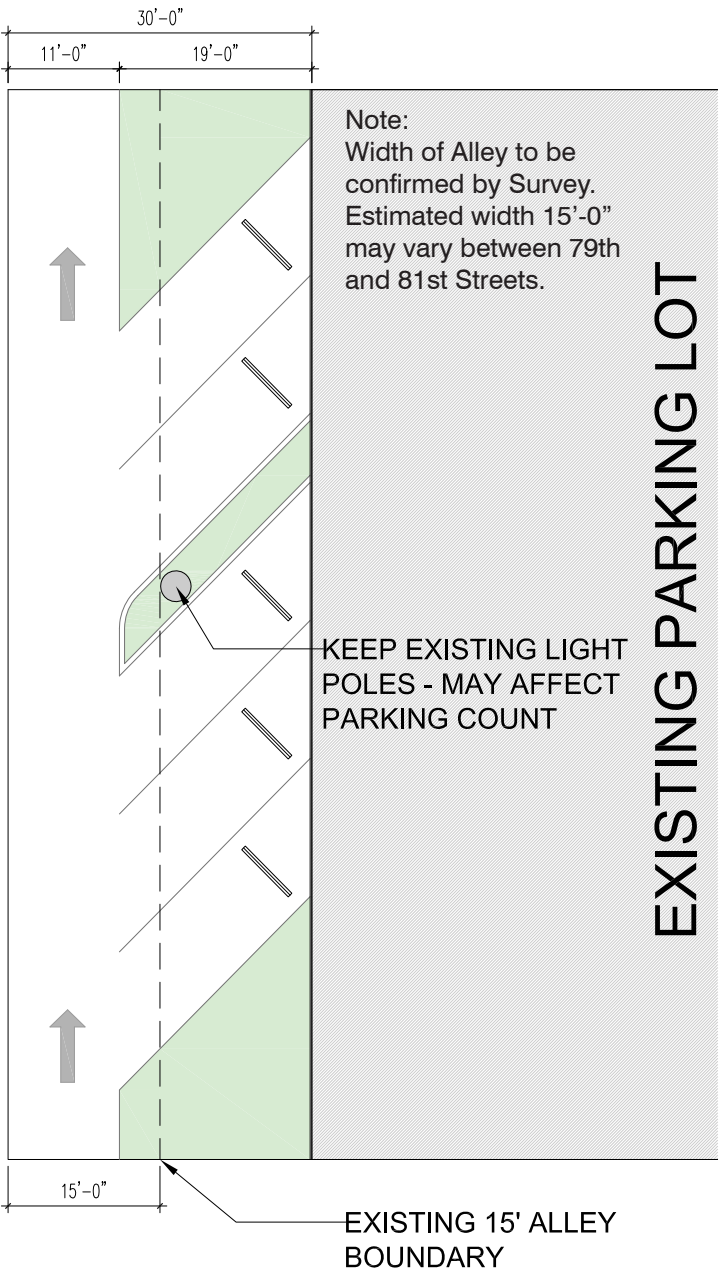 30'-0"
11'-0"
19'-0"
Note:
Width of Alley to be
confirmed by Survey.
Estimated width 15'-0”
may vary between 79th
and 81st Streets.
EXISTING PARKING LOT
KEEP EXISTING LIGHT
POLES - MAY AFFECT
PARKING COUNT
15'-0"
EXISTING 15' ALLEY
BOUNDARY